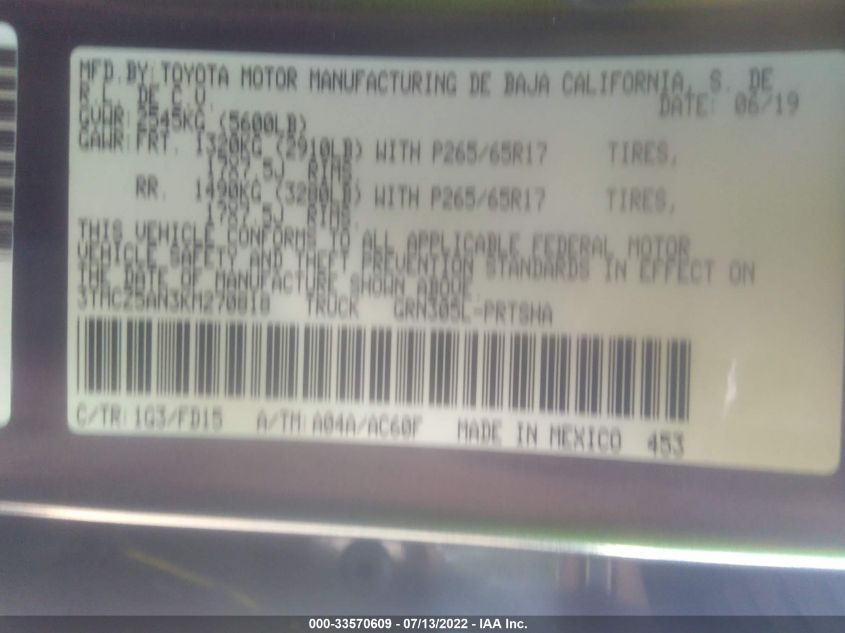 MFD.BY:TOYOTA MOTOR MANUFACTURING DE BAJA CALIFORNIA, S. DE
R.L. DE C.V. DATE: 06/19
GVWR:2545KG (5600LB)
GAWR:FRT. 1320KG (2910LB) WITH P265/65R17 TIRES,
17X7.5J RIMS
RR. 1490KG (3280LB) WITH P265/65R17 TIRES,
17X7.5J RIMS
THIS VEHICLE CONFORMS TO ALL APPLICABLE FEDERAL MOTOR
VEHICLE SAFETY AND THEFT PREVENTION STANDARDS IN EFFECT ON
THE DATE OF MANUFACTURE SHOWN ABOVE.
3TMCZ5AN3KM270818 TRUCK GRN305L-PRTSHA
C/TR:1G3/FD15 A/TM:A04A/AC60F MADE IN MEXICO 453
000-33570609 - 07/13/2022 - IAA Inc.